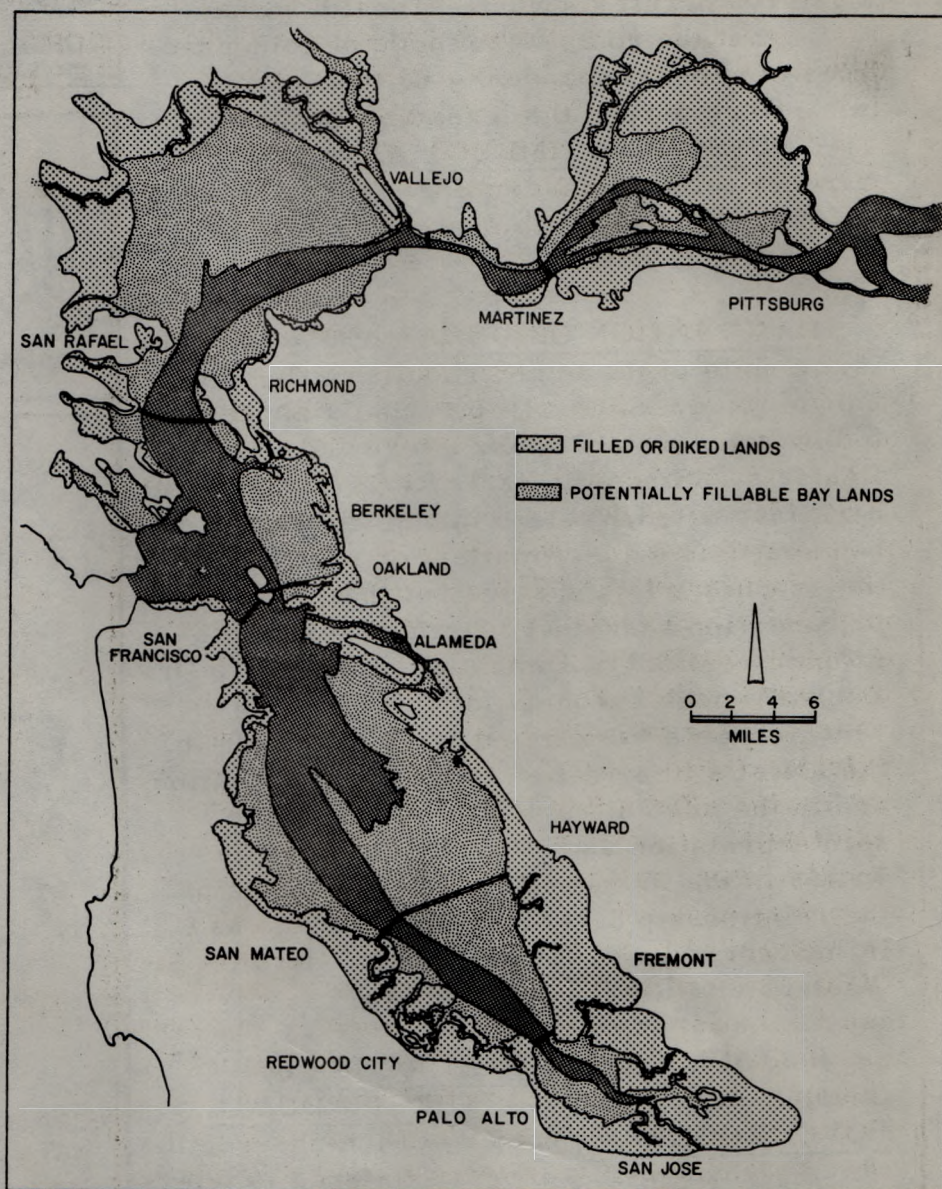 VALLEJO
MARTINEZ
PITTSBURG
SAN RAFAEL
RICHMOND
FILLED OR DIKED LANDS
POTENTIALLY FILLABLE BAY LANDS
BERKELEY
OAKLAND
SAN
FRANCISCO
ALAMEDA
0 2 4 6
MILES
HAYWARD
SAN MATEO
FREMONT
REDWOOD CITY
PALO ALTO
SAN JOSE